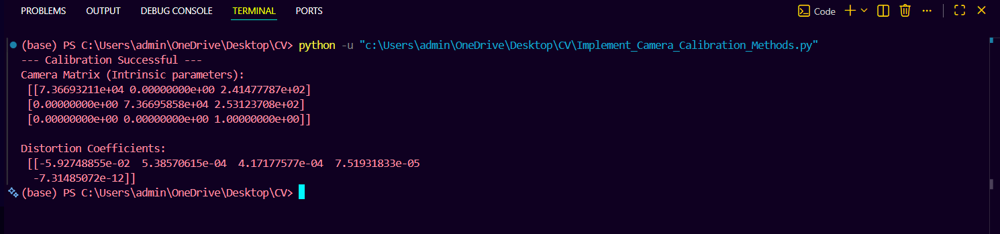 PROBLEMS OUTPUT DEBUG CONSOLE TERMINAL PORTS Code
(base) PS C:\Users\admin\OneDrive\Desktop\CV> python -u "c:\Users\admin\OneDrive\Desktop\CV\Implement_Camera_Calibration_Methods.py"
--- Calibration Successful ---
Camera Matrix (Intrinsic parameters):
[[7.36693211e+04 0.00000000e+00 2.41477787e+02]
[0.00000000e+00 7.36695858e+04 2.53123708e+02]
[0.00000000e+00 0.00000000e+00 1.00000000e+00]]
Distortion Coefficients:
[[-5.92748855e-02 5.38570615e-04 4.17177577e-04 7.51931833e-05
-7.31485072e-12]]
(base) PS C:\Users\admin\OneDrive\Desktop\CV>